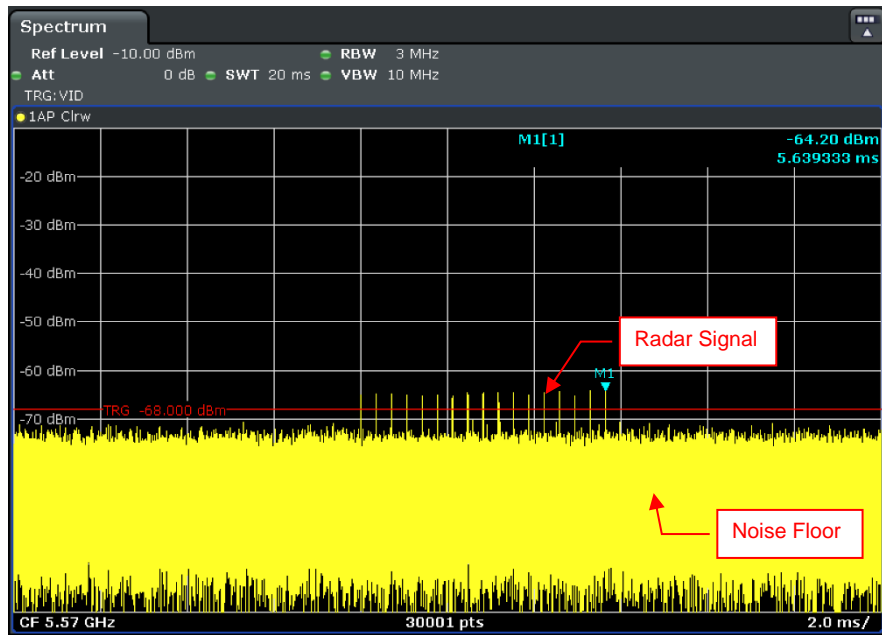 Spectrum
Ref Level -10.00 dBm RBW 3 MHz
Att 0 dB SWT 20 ms VBW 10 MHz
TRG:VID
1AP Clrw
M1[1] -64.20 dBm
5.639333 ms
-20 dBm
-30 dBm
-40 dBm
-50 dBm
Radar Signal
-60 dBm
M1
TRG -68.000 dBm
-70 dBm
Noise Floor
CF 5.57 GHz 30001 pts 2.0 ms/